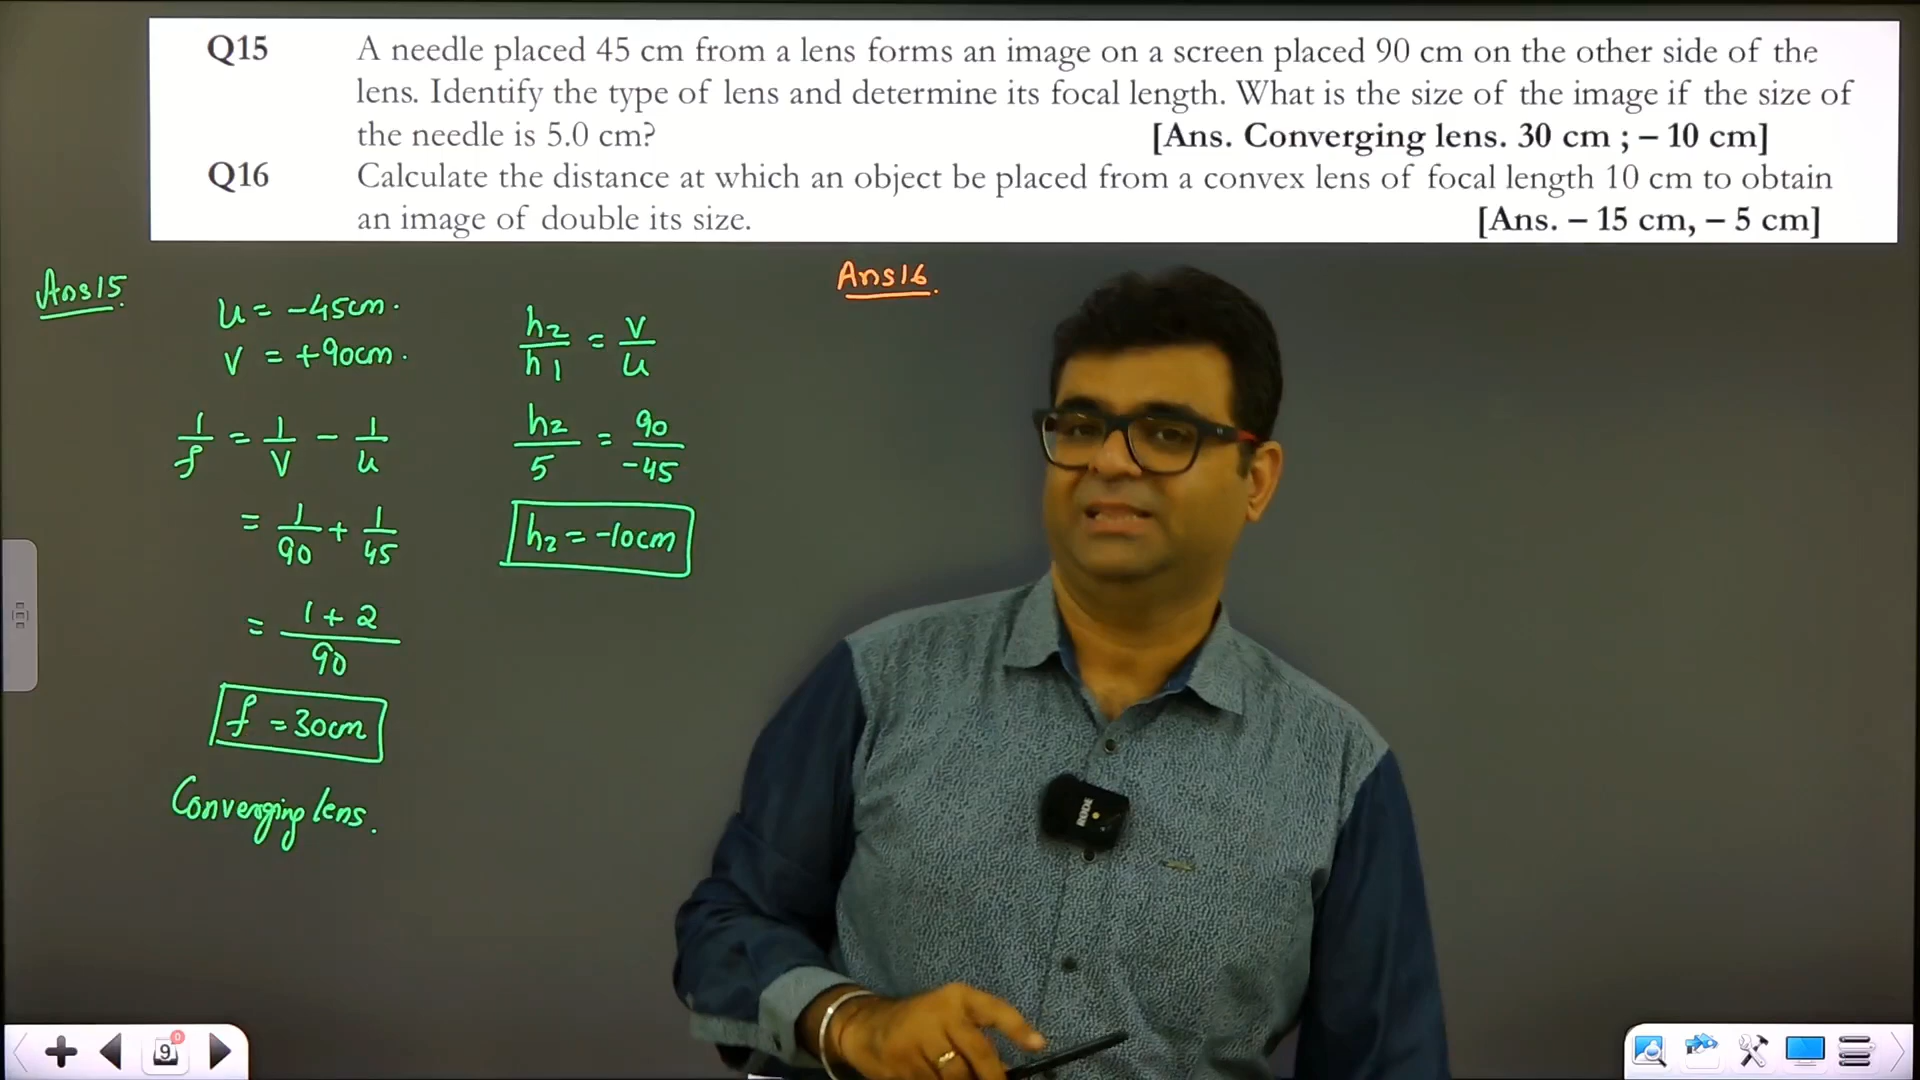 Q15 A needle placed 45 cm from a lens forms an image on a screen placed 90 cm on the other side of the
lens. Identify the type of lens and determine its focal length. What is the size of the image if the size of
the needle is 5.0 cm? [Ans. Converging lens. 30 cm ; – 10 cm]
Q16 Calculate the distance at which an object be placed from a convex lens of focal length 10 cm to obtain
an image of double its size. [Ans. – 15 cm, – 5 cm]
Ans15.
u = -45cm.
v = +90cm.
1/f = 1/v - 1/u
= 1/90 + 1/45
= 1+2/90
f = 30cm
Converging lens.
h2/h1 = v/u
h2/5 = 90/-45
h2 = -10cm
Ans16.
RODE
9
0